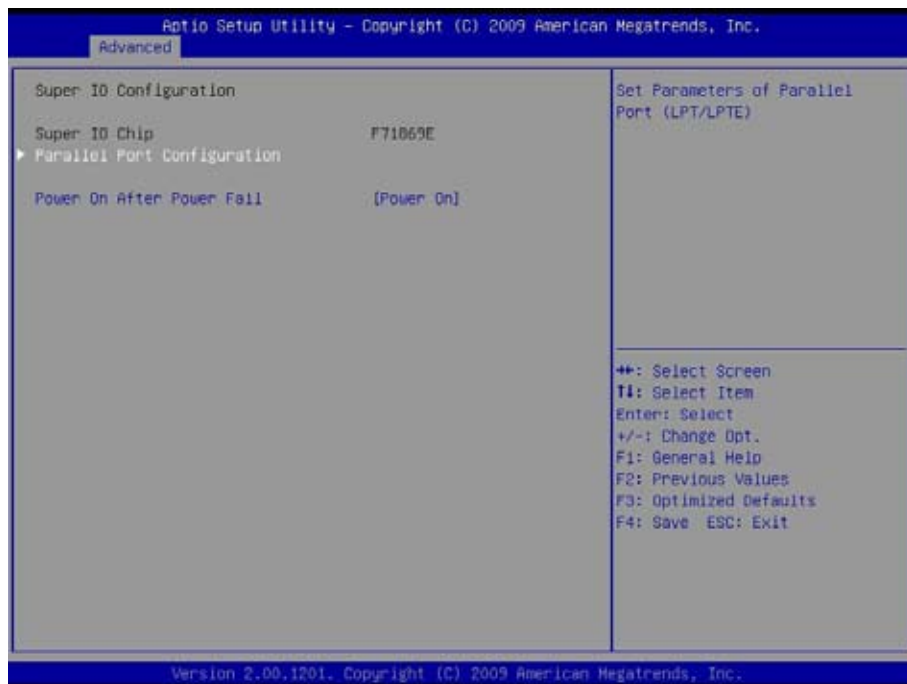 Aptio Setup Utility – Copyright (C) 2009 American Megatrends, Inc.
Advanced
Super IO Configuration
Super IO Chip F71869E
Parallel Port Configuration
Power On After Power Fail [Power On]
Set Parameters of Parallel
Port (LPT/LPTE)
→←: Select Screen
↑↓: Select Item
Enter: Select
+/-: Change Opt.
F1: General Help
F2: Previous Values
F3: Optimized Defaults
F4: Save ESC: Exit
Version 2.00.1201. Copyright (C) 2009 American Megatrends, Inc.